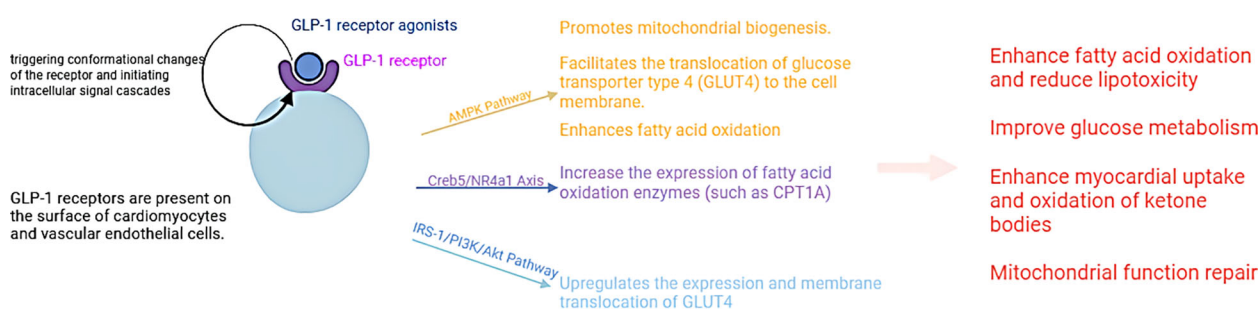 GLP-1 receptor agonists
triggering conformational changes
of the receptor and initiating
intracellular signal cascades
GLP-1 receptor
GLP-1 receptors are present on
the surface of cardiomyocytes
and vascular endothelial cells.
AMPK Pathway
Promotes mitochondrial biogenesis.
Facilitates the translocation of glucose
transporter type 4 (GLUT4) to the cell
membrane.
Enhances fatty acid oxidation
Creb5/NR4a1 Axis
Increase the expression of fatty acid
oxidation enzymes (such as CPT1A)
IRS-1/PI3K/Akt Pathway
Upregulates the expression and membrane
translocation of GLUT4
Enhance fatty acid oxidation
and reduce lipotoxicity
Improve glucose metabolism
Enhance myocardial uptake
and oxidation of ketone
bodies
Mitochondrial function repair